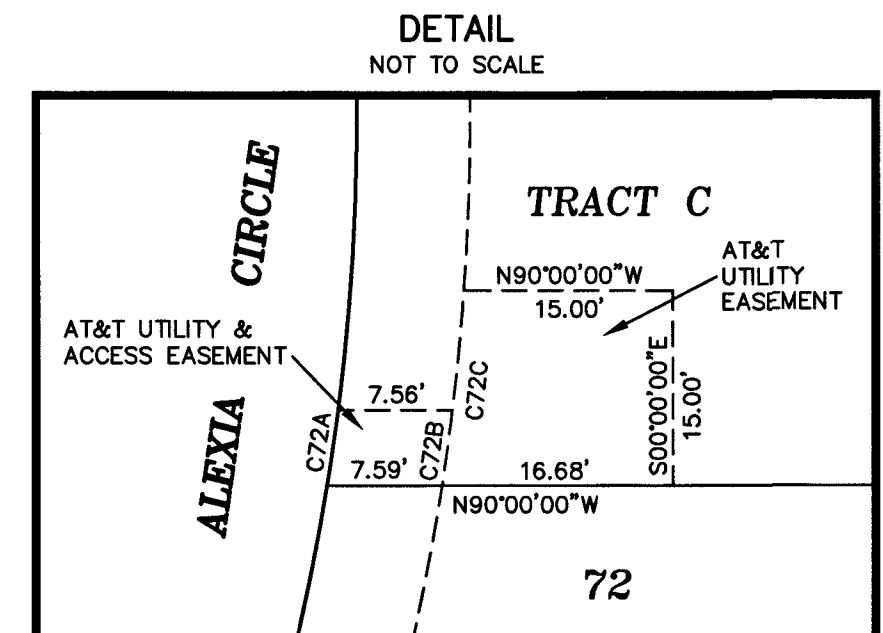 DETAIL
NOT TO SCALE
ALEXIA CIRCLE
TRACT C
AT&T
UTILITY
EASEMENT
N90°00'00"W
15.00'
AT&T UTILITY &
ACCESS EASEMENT
7.56'
C72A
C72B
C72C
S00°00'00"E
15.00'
7.59'
16.68'
N90°00'00"W
72